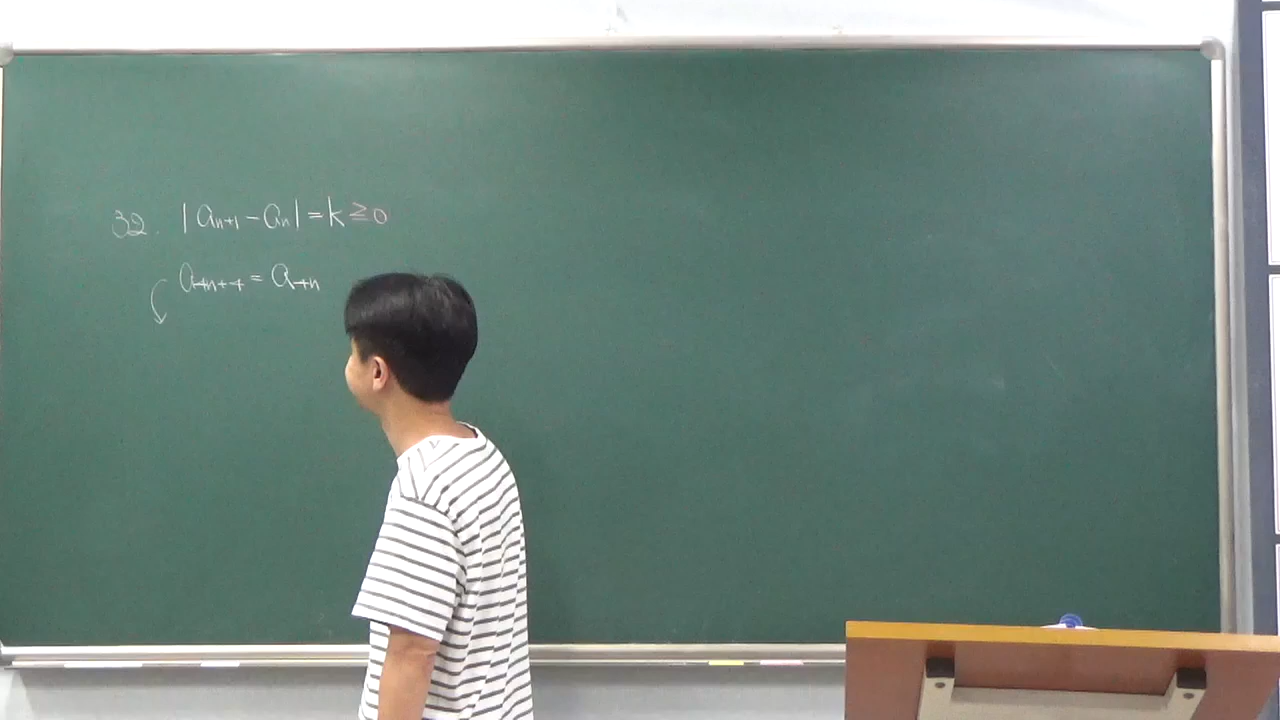 32. |aₙ₊₁ - aₙ| = k ≥ 0
a₄ₙ₊₄ = a₄ₙ